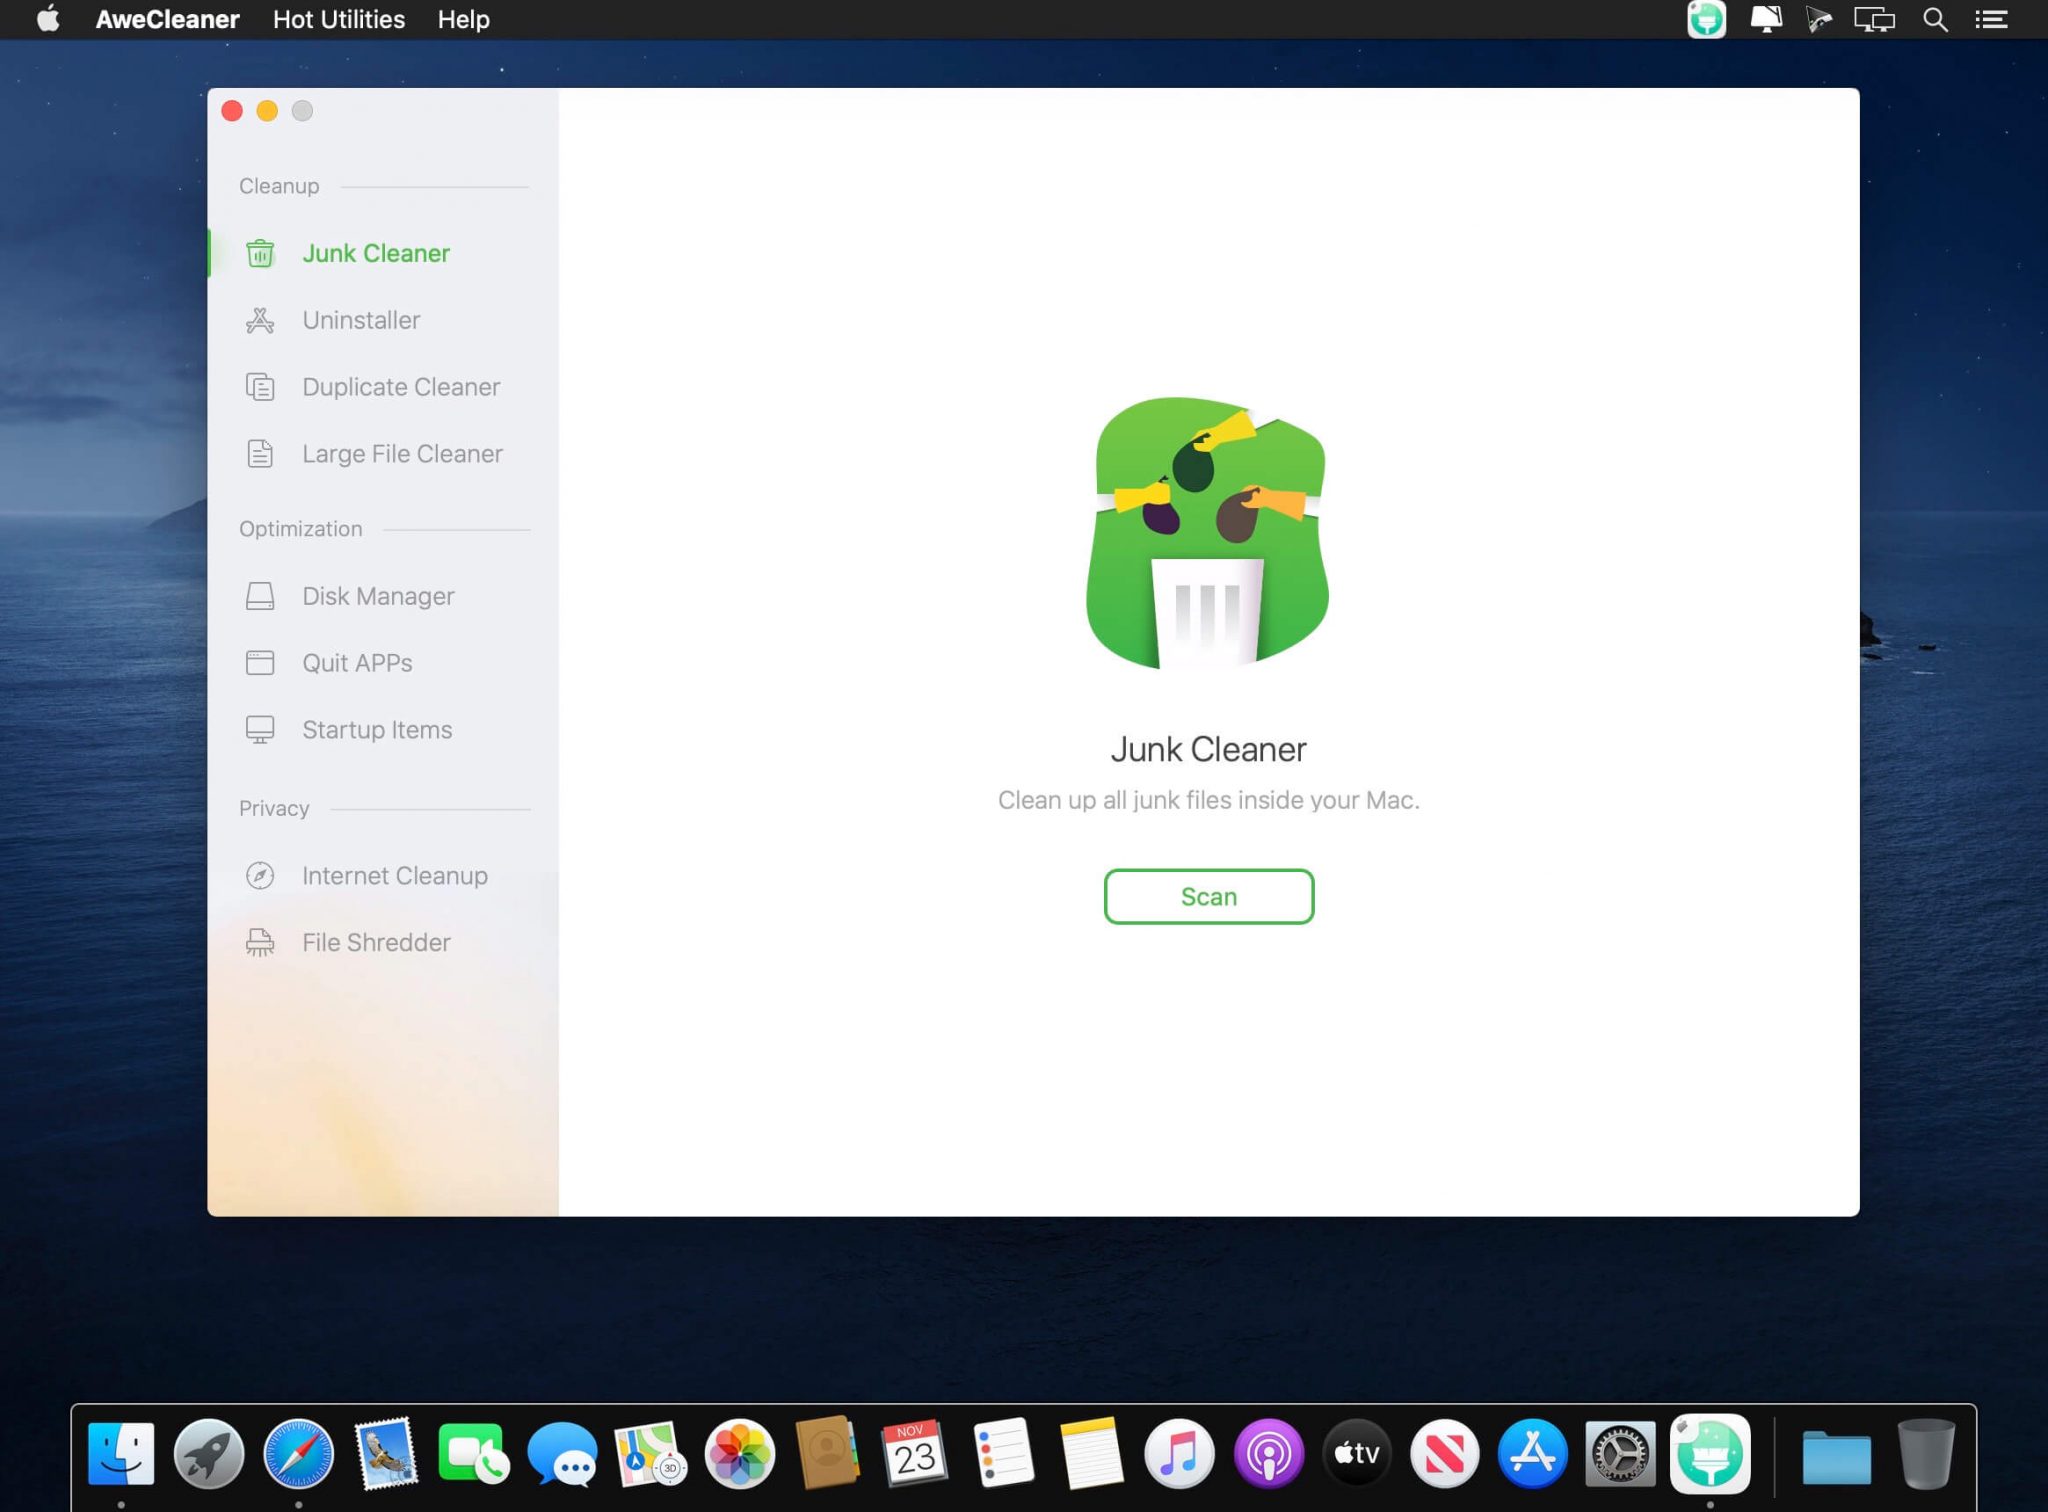 AweCleaner Hot Utilities Help
Cleanup
Junk Cleaner
Uninstaller
Duplicate Cleaner
Large File Cleaner
Optimization
Disk Manager
Quit APPs
Startup Items
Privacy
Internet Cleanup
File Shredder
Junk Cleaner
Clean up all junk files inside your Mac.
Scan
3D
NOV
23
tv